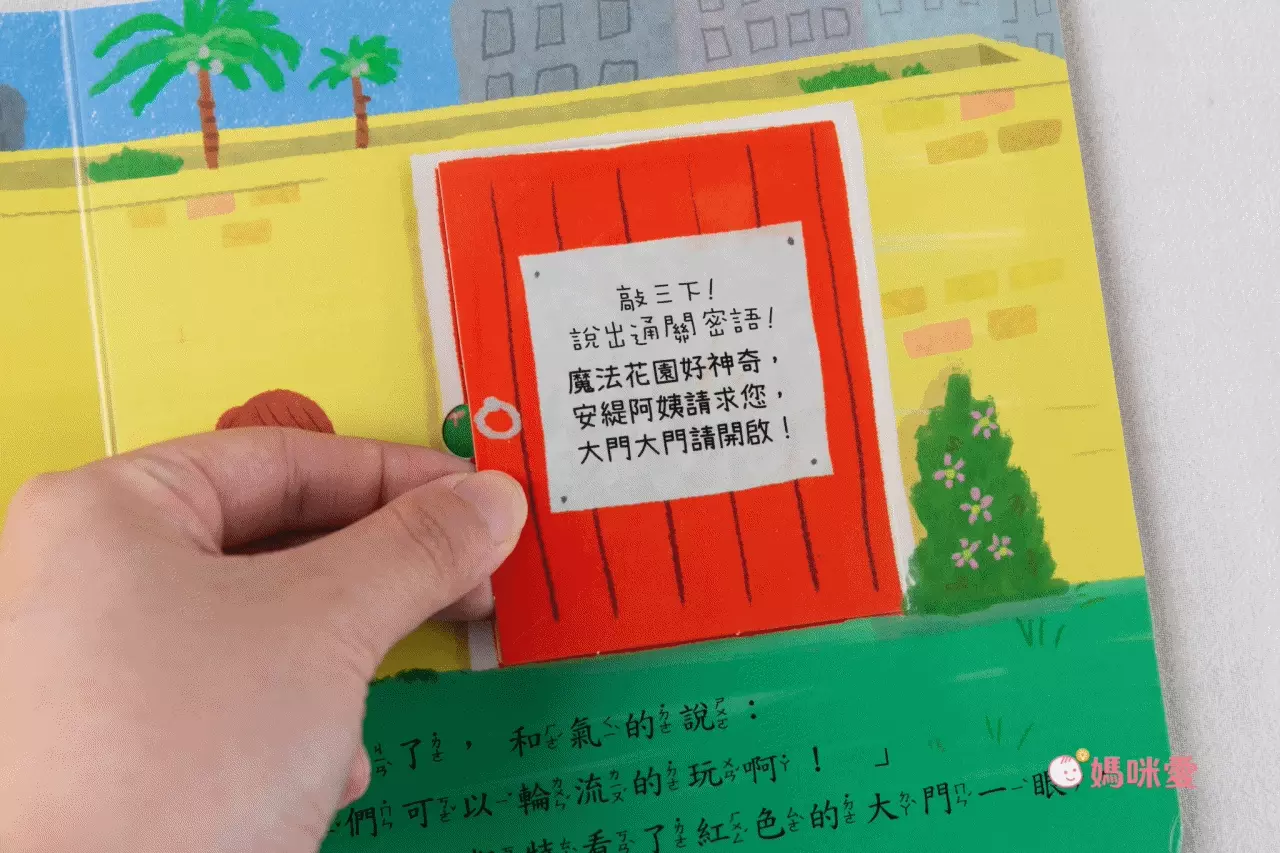 敲三下！
說出通關密語！
魔法花園好神奇，
安緹阿姨請求您，
大門大門請開啟！
了，和氣的說：
們可以輪流的玩啊！」
特看了紅色的大門一眼，
媽咪愛